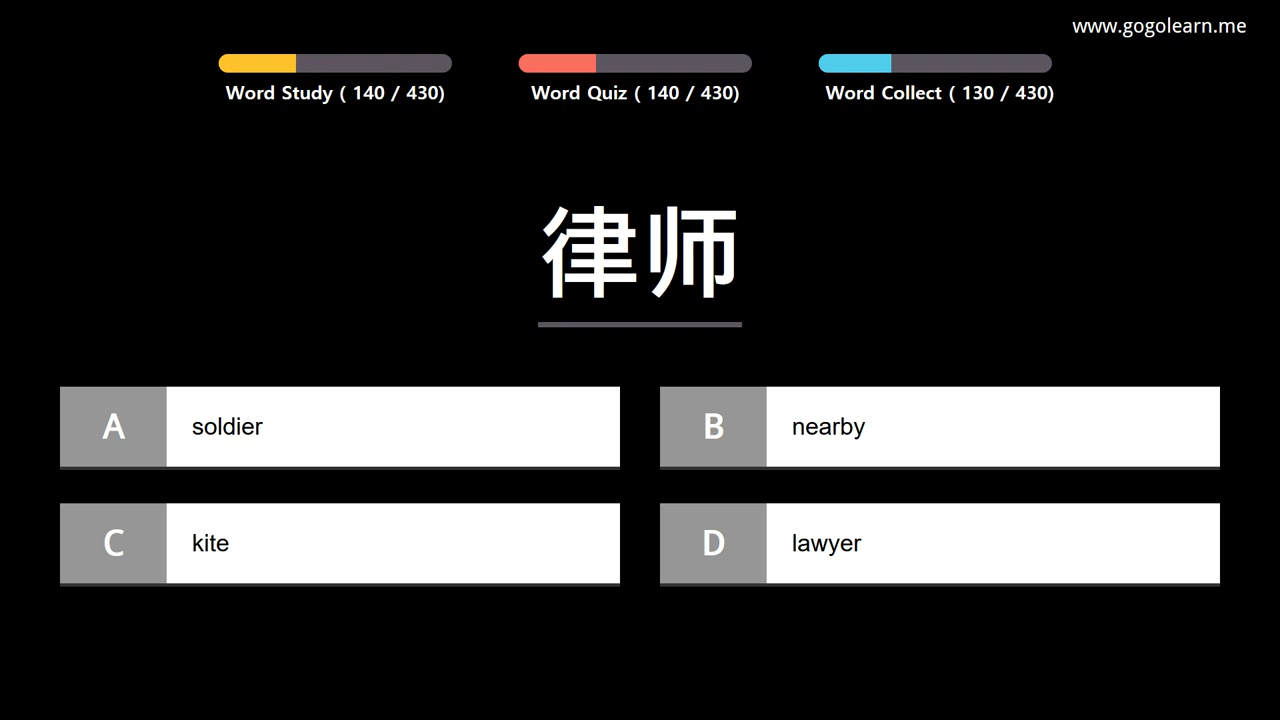 www.gogolearn.me
Word Study ( 140 / 430)
Word Quiz ( 140 / 430)
Word Collect ( 130 / 430)
律师
A soldier
B nearby
C kite
D lawyer